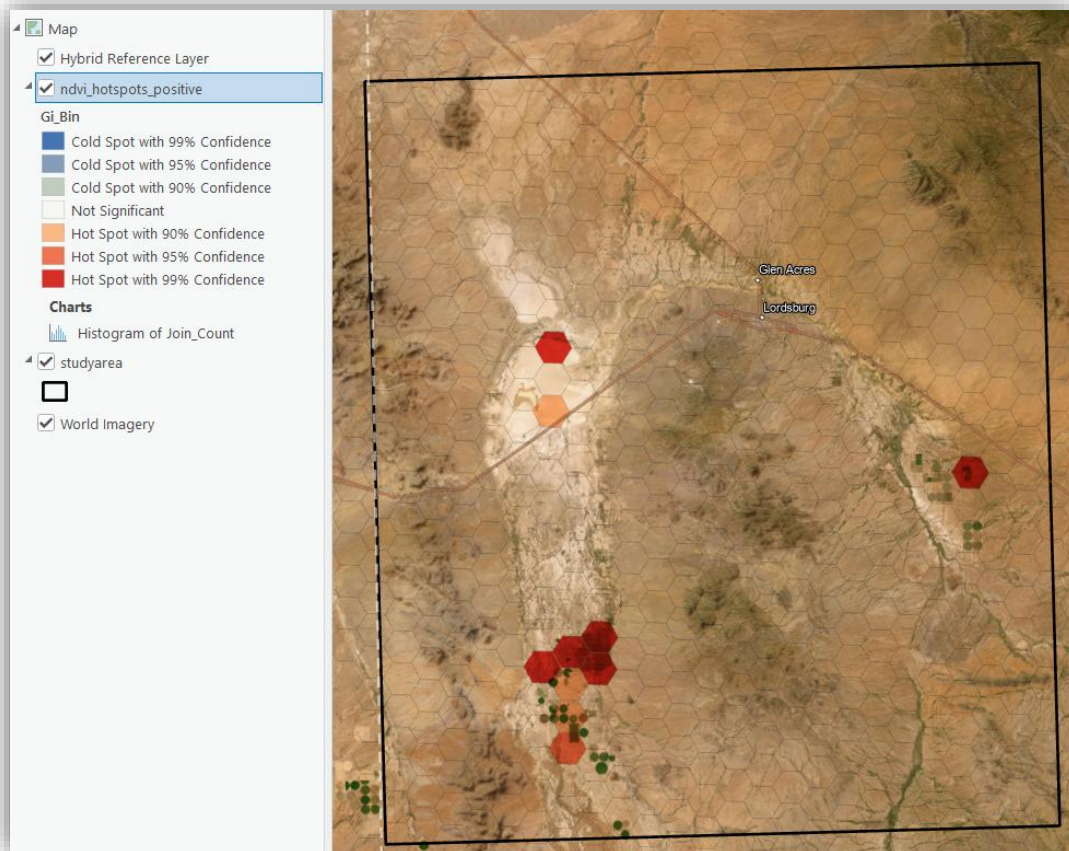 Map
Hybrid Reference Layer
ndvi_hotspots_positive
Gi_Bin
Cold Spot with 99% Confidence
Cold Spot with 95% Confidence
Cold Spot with 90% Confidence
Not Significant
Hot Spot with 90% Confidence
Hot Spot with 95% Confidence
Hot Spot with 99% Confidence
Charts
Histogram of Join_Count
studyarea
World Imagery
Glen Acres
Lordsburg